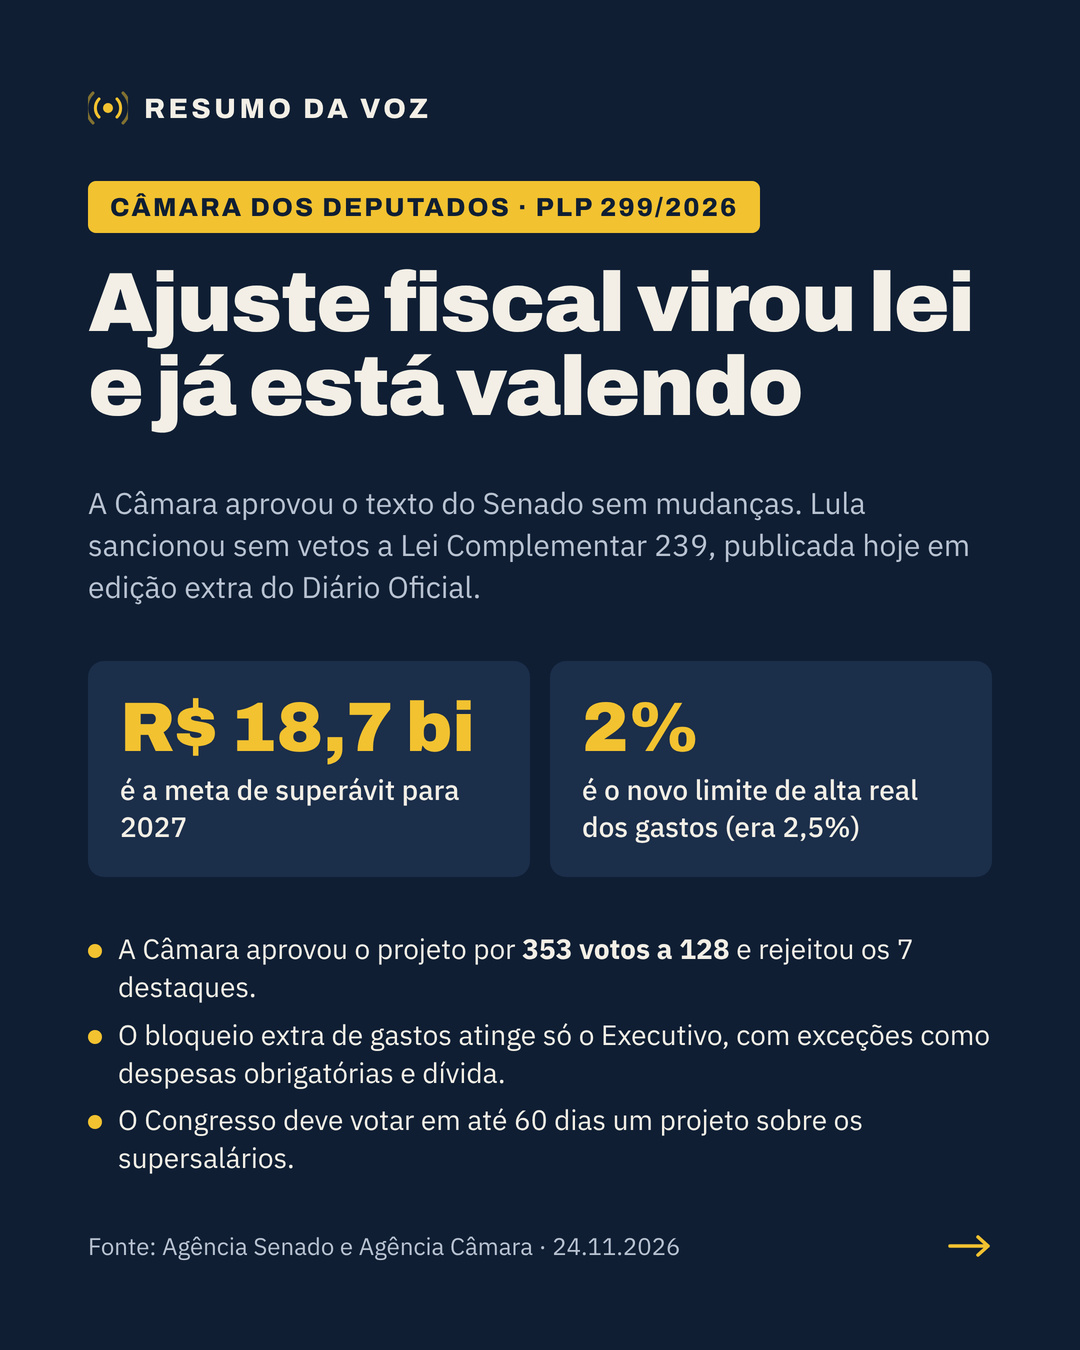 RESUMO DA VOZ
CÂMARA DOS DEPUTADOS · PLP 299/2026
Ajuste fiscal virou lei
e já está valendo
A Câmara aprovou o texto do Senado sem mudanças. Lula
sancionou sem vetos a Lei Complementar 239, publicada hoje em
edição extra do Diário Oficial.
R$ 18,7 bi
é a meta de superávit para
2027
2%
é o novo limite de alta real
dos gastos (era 2,5%)
A Câmara aprovou o projeto por 353 votos a 128 e rejeitou os 7
destaques.
O bloqueio extra de gastos atinge só o Executivo, com exceções como
despesas obrigatórias e dívida.
O Congresso deve votar em até 60 dias um projeto sobre os
supersalários.
Fonte: Agência Senado e Agência Câmara · 24.11.2026